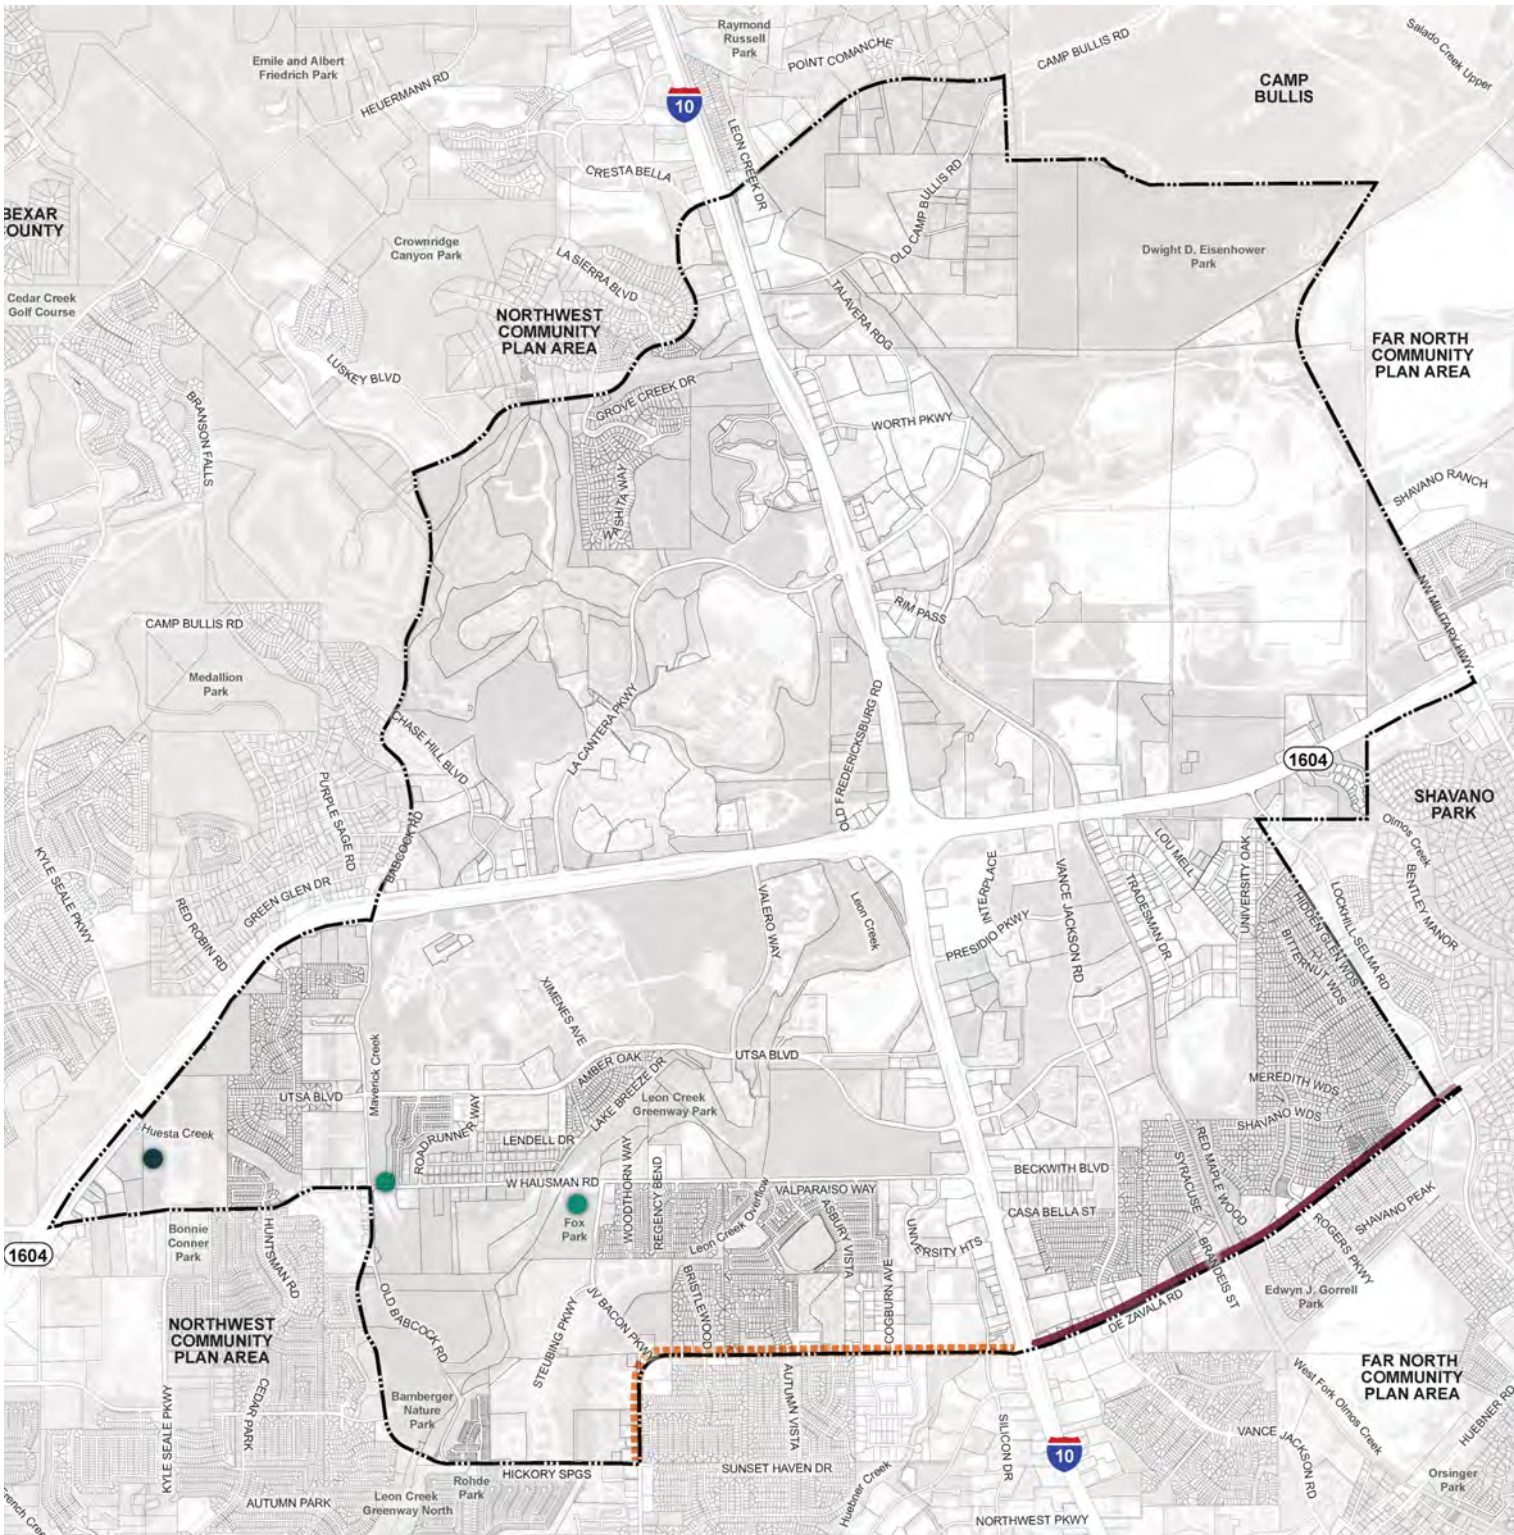 Raymond
Russell
Park
Salado Creek Upper
POINT COMANCHE
CAMP BULLIS RD
Emile and Albert
Friedrich Park
HEUERMANN RD
CAMP
BULLIS
10
LEON CREEK DR
CRESTA BELLA
OLD CAMP BULLIS RD
BEXAR
COUNTY
Crownridge
Canyon Park
LA SIERRA BLVD
Dwight D. Eisenhower
Park
Cedar Creek
Golf Course
NORTHWEST
COMMUNITY
PLAN AREA
TALAVERA RDG
FAR NORTH
COMMUNITY
PLAN AREA
LUSKEY BLVD
GROVE CREEK DR
BRANSON FALLS
WORTH PKWY
WASHITA WAY
SHAVANO RANCH
NW MILITARY HWY
RIM PASS
CAMP BULLIS RD
Medallion
Park
CHASE HILL BLVD
LA CANTERA PKWY
OLD FREDERICKSBURG RD
1604
PURPLE SAGE RD
SHAVANO
PARK
Olmos Creek
BABCOCK RD
KYLE SEALE PKWY
GREEN GLEN DR
RED ROBIN RD
LOU MELL
UNIVERSITY OAK
BENTLEY MANOR
INTERPLACE
VANCE JACKSON RD
TRADESMAN DR
VALERO WAY
Leon Creek
PRESIDIO PKWY
HIDDEN GLEN WDS
LOCKHILL-SELMA RD
BITTERNUT WDS
XIMENES AVE
Maverick Creek
UTSA BLVD
AMBER OAK
LAKE BREEZE DR
UTSA BLVD
Leon Creek
Greenway Park
MEREDITH WDS
SHAVANO WDS
Huesta Creek
ROADRUNNER WAY
LENDELL DR
WOODTHORN WAY
REGENCY BEND
BECKWITH BLVD
SYRACUSE
RED MAPLE WOOD
W HAUSMAN RD
VALPARAISO WAY
SHAVANO PEAK
ROGERS PKWY
CASA BELLA ST
Leon Creek Overflow
ASBURY VISTA
UNIVERSITY HTS
Bonnie
Conner
Park
HUNTSMAN RD
Fox
Park
1604
BRANDEIS ST
Edwyn J. Gorrell
Park
OLD BABCOCK RD
STEUBING PKWY
JV BACON PKWY
BRISTLEWOOD
COGBURN AVE
DE ZAVALA RD
NORTHWEST
COMMUNITY
PLAN AREA
FAR NORTH
COMMUNITY
PLAN AREA
West Fork Olmos Creek
KYLE SEALE PKWY
CEDAR PARK
Bamberger
Nature
Park
AUTUMN VISTA
SILICON DR
10
VANCE JACKSON RD
HUEBNER RD
HICKORY SPGS
SUNSET HAVEN DR
Huebner Creek
Orsinger
Park
Rohde
Park
French Creek
AUTUMN PARK
Leon Creek
Greenway North
NORTHWEST PKWY